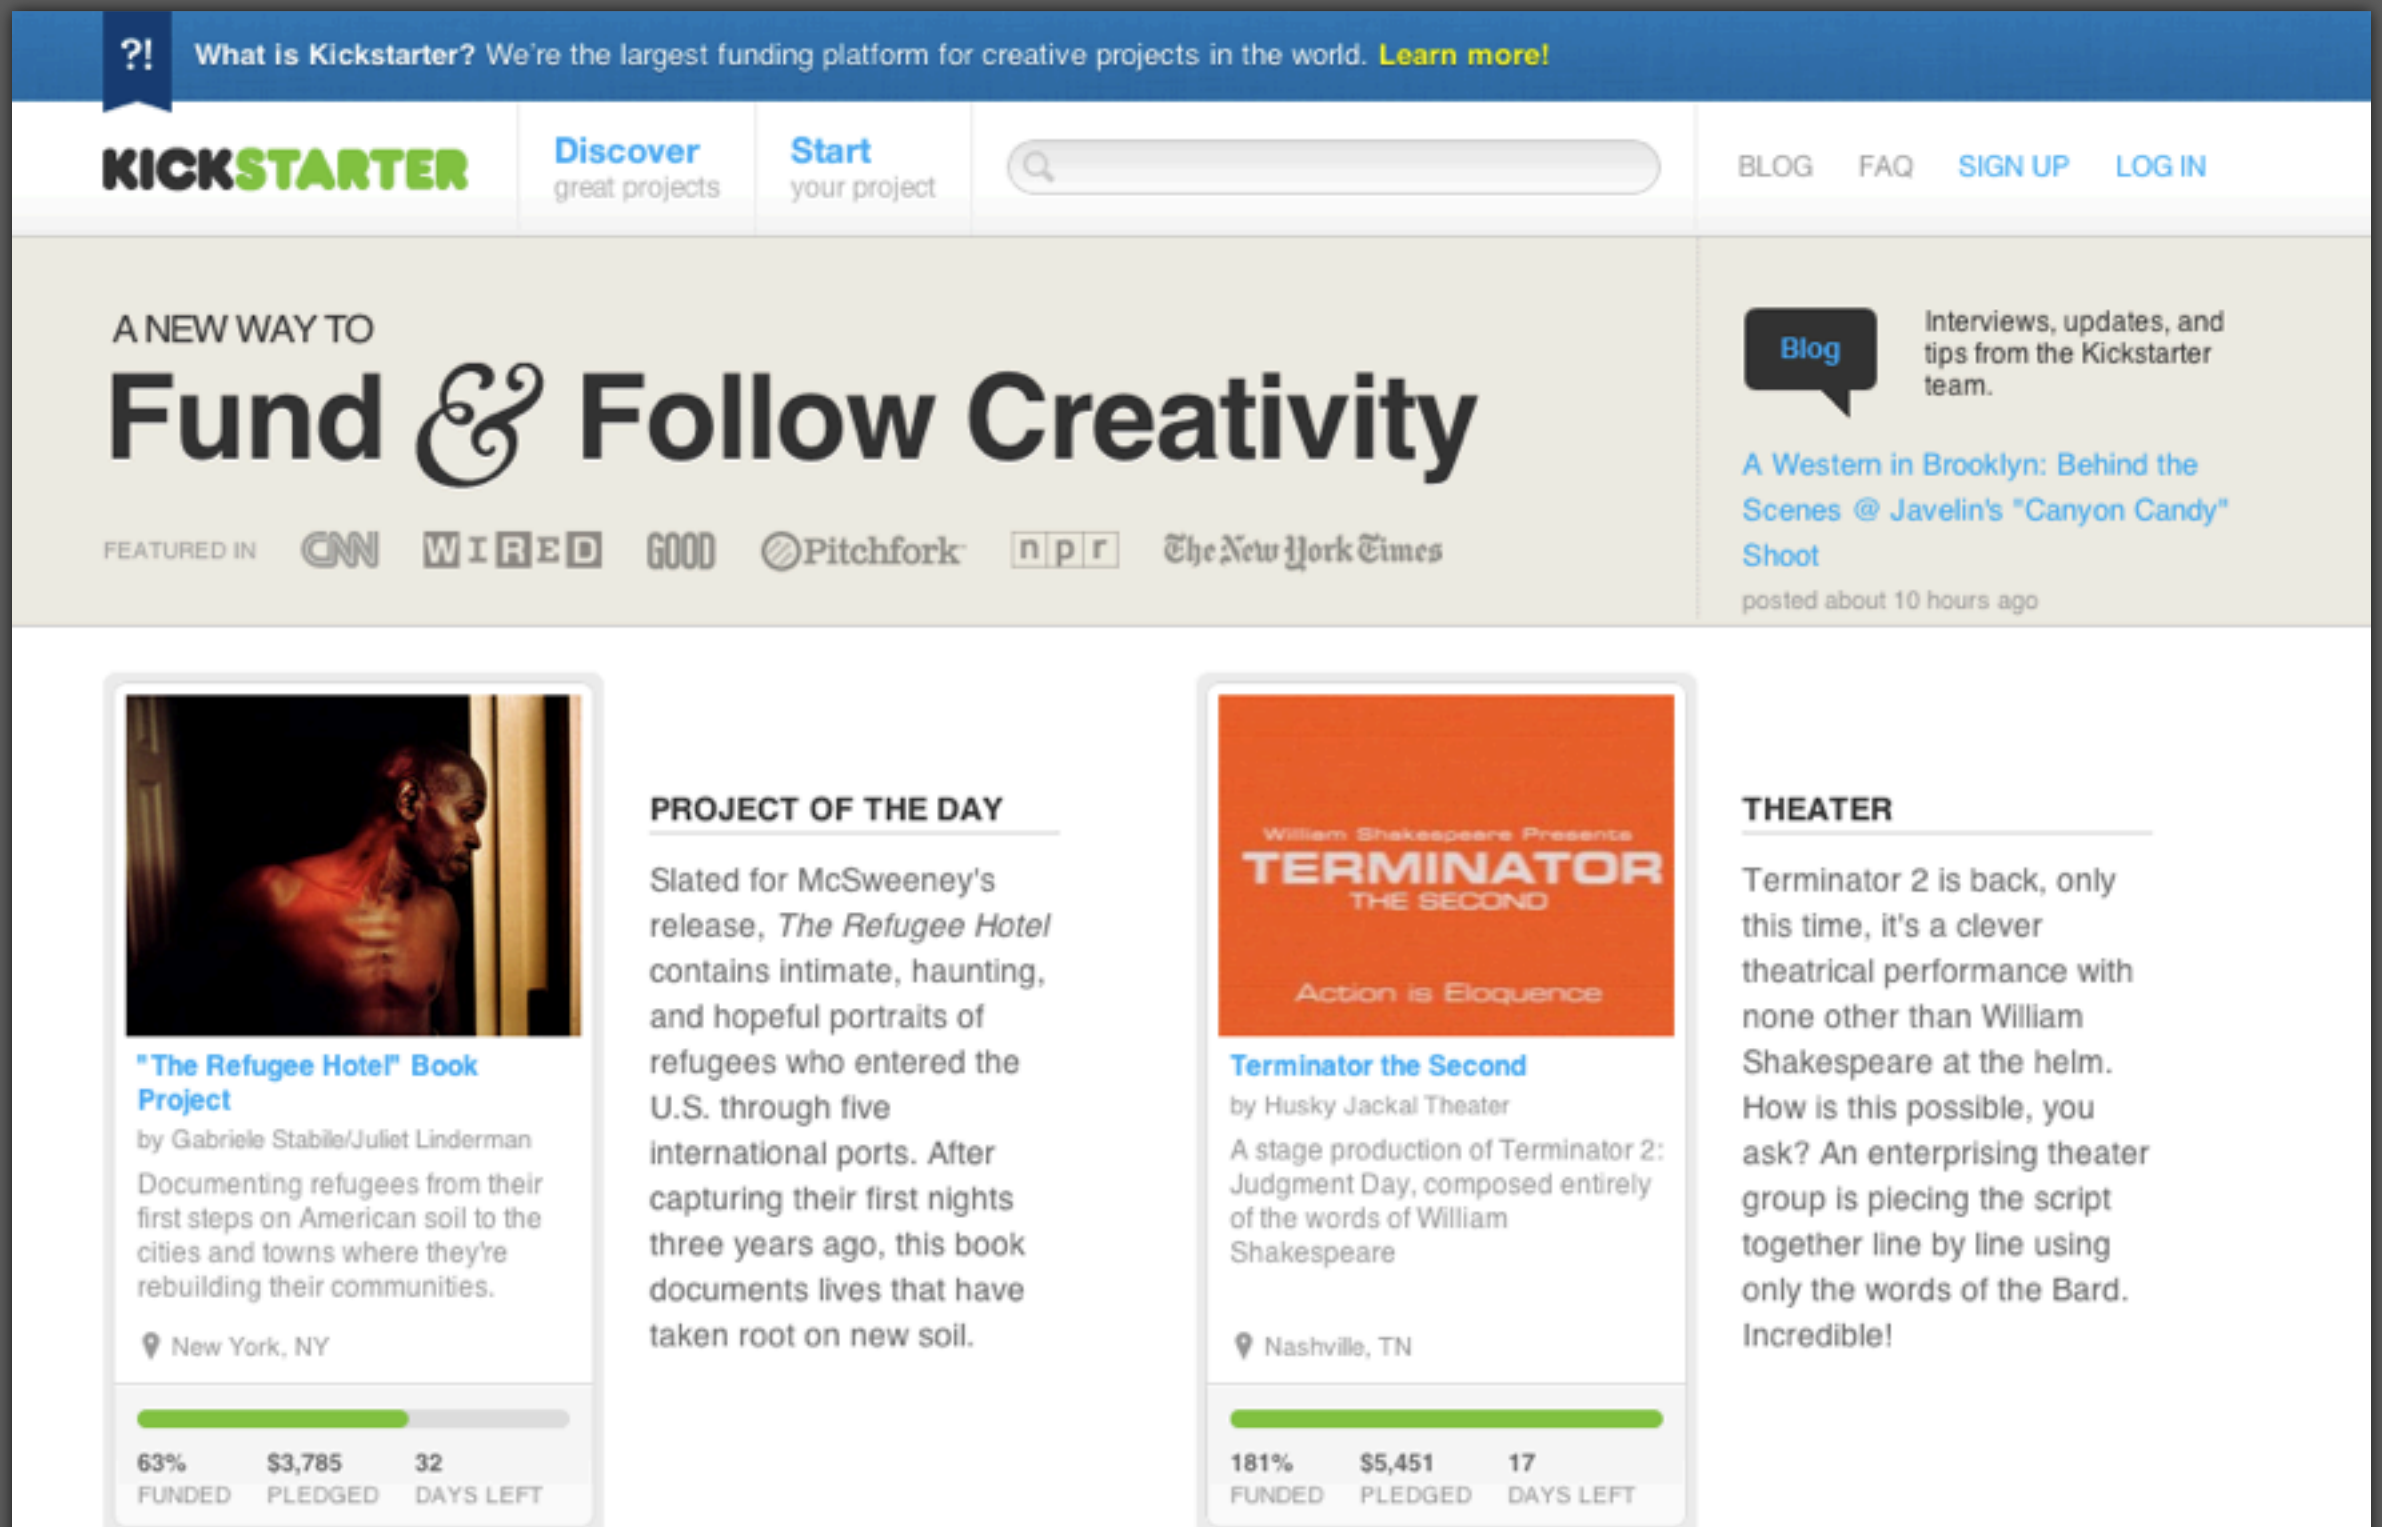 ?! What is Kickstarter? We're the largest funding platform for creative projects in the world. Learn more!
KICKSTARTER
Discover
great projects
Start
your project
BLOG FAQ SIGN UP LOG IN
A NEW WAY TO
Fund & Follow Creativity
FEATURED IN CNN WIRED GOOD Pitchfork npr The New York Times
Blog
Interviews, updates, and
tips from the Kickstarter
team.
A Western in Brooklyn: Behind the
Scenes @ Javelin's "Canyon Candy"
Shoot
posted about 10 hours ago
"The Refugee Hotel" Book
Project
by Gabriele Stabile/Juliet Linderman
Documenting refugees from their
first steps on American soil to the
cities and towns where they're
rebuilding their communities.
New York, NY
63% $3,785 32
FUNDED PLEDGED DAYS LEFT
PROJECT OF THE DAY
Slated for McSweeney's
release, The Refugee Hotel
contains intimate, haunting,
and hopeful portraits of
refugees who entered the
U.S. through five
international ports. After
capturing their first nights
three years ago, this book
documents lives that have
taken root on new soil.
William Shakespeare Presents
TERMINATOR
THE SECOND
Action is Eloquence
Terminator the Second
by Husky Jackal Theater
A stage production of Terminator 2:
Judgment Day, composed entirely
of the words of William
Shakespeare
Nashville, TN
181% $5,451 17
FUNDED PLEDGED DAYS LEFT
THEATER
Terminator 2 is back, only
this time, it's a clever
theatrical performance with
none other than William
Shakespeare at the helm.
How is this possible, you
ask? An enterprising theater
group is piecing the script
together line by line using
only the words of the Bard.
Incredible!